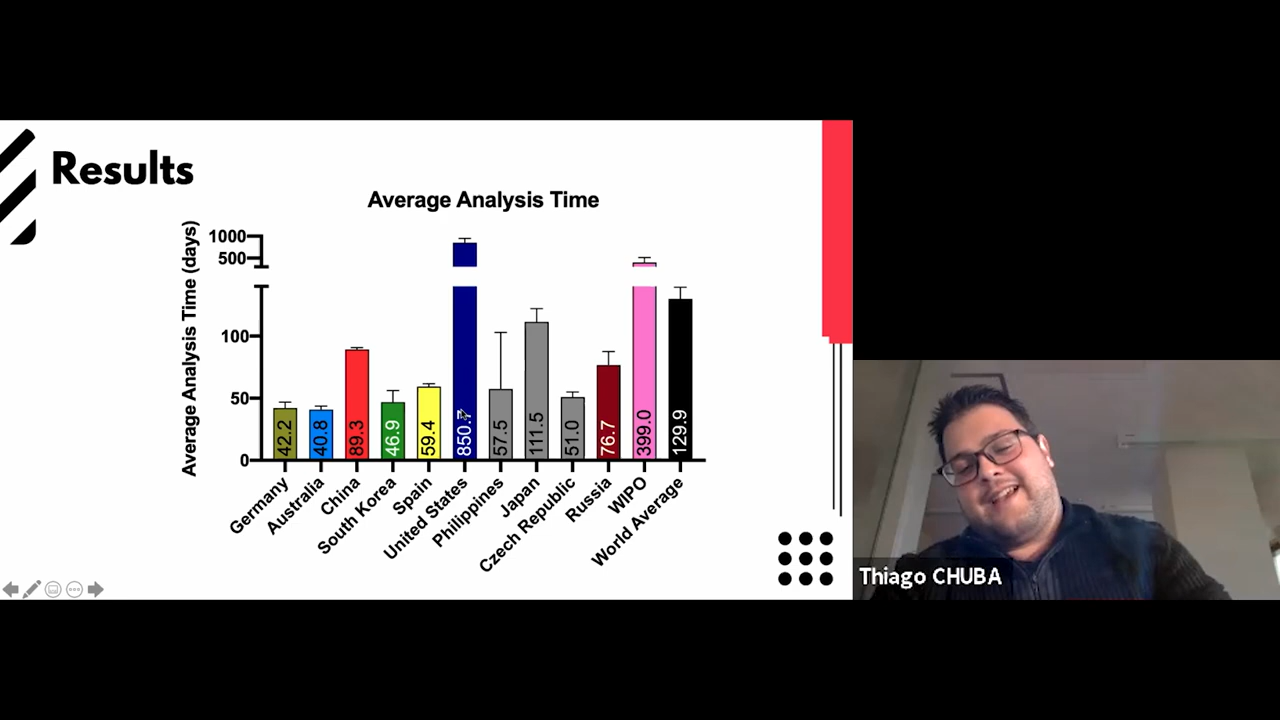 Results
Average Analysis Time
Average Analysis Time (days)
1000
500
100
50
0
42.2
40.8
89.3
46.9
59.4
850.7
57.5
111.5
51.0
76.7
399.0
129.9
Germany
Australia
China
South Korea
Spain
United States
Philippines
Japan
Czech Republic
Russia
WIPO
World Average
Thiago CHUBA